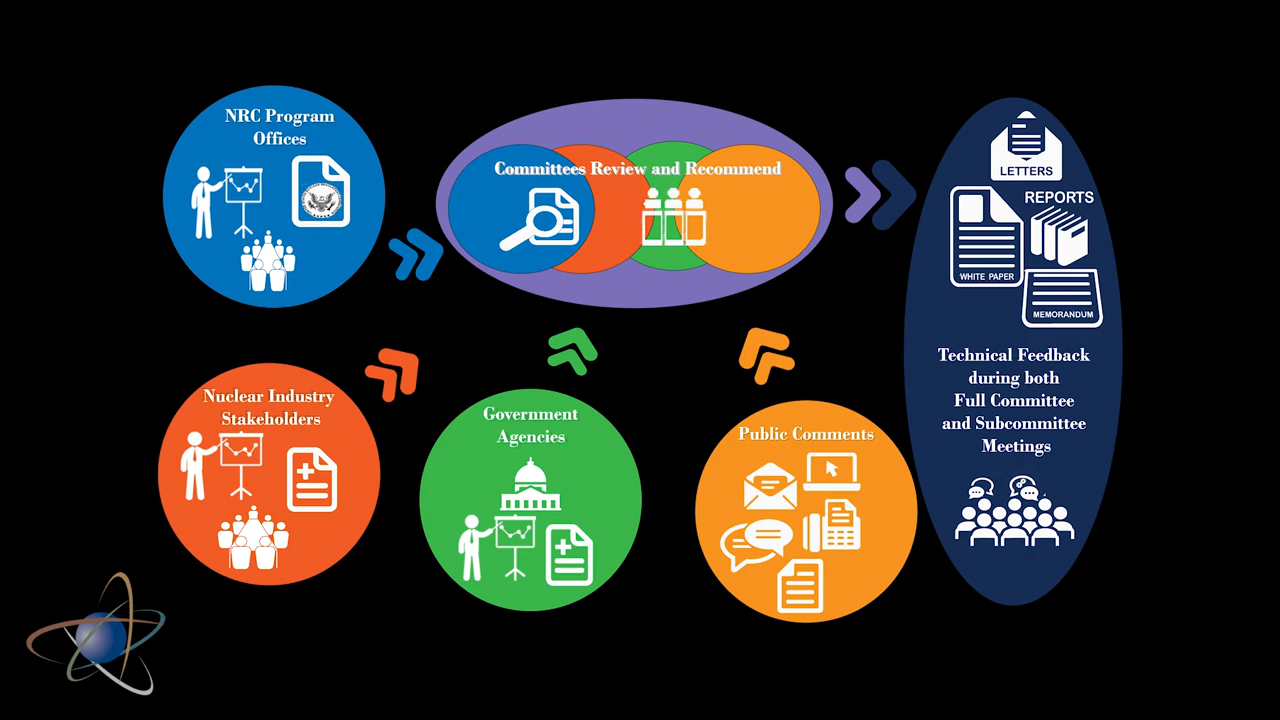 NRC Program
Offices
Committees Review and Recommend
LETTERS
REPORTS
WHITE PAPER
MEMORANDUM
Technical Feedback
during both
Full Committee
and Subcommittee
Meetings
Nuclear Industry
Stakeholders
Government
Agencies
Public Comments